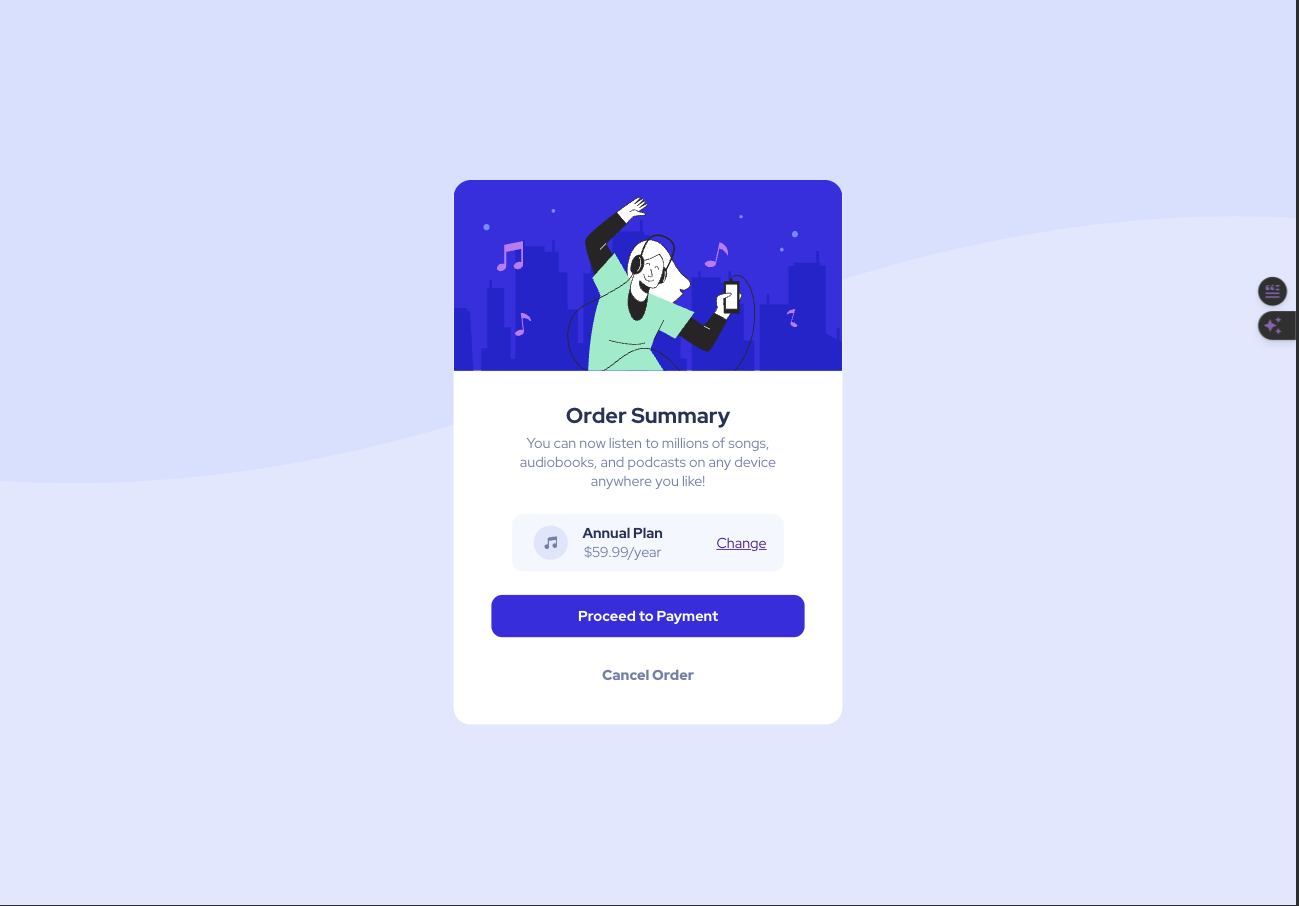 Order Summary
You can now listen to millions of songs,
audiobooks, and podcasts on any device
anywhere you like!
Annual Plan
$59.99/year
Change
Proceed to Payment
Cancel Order